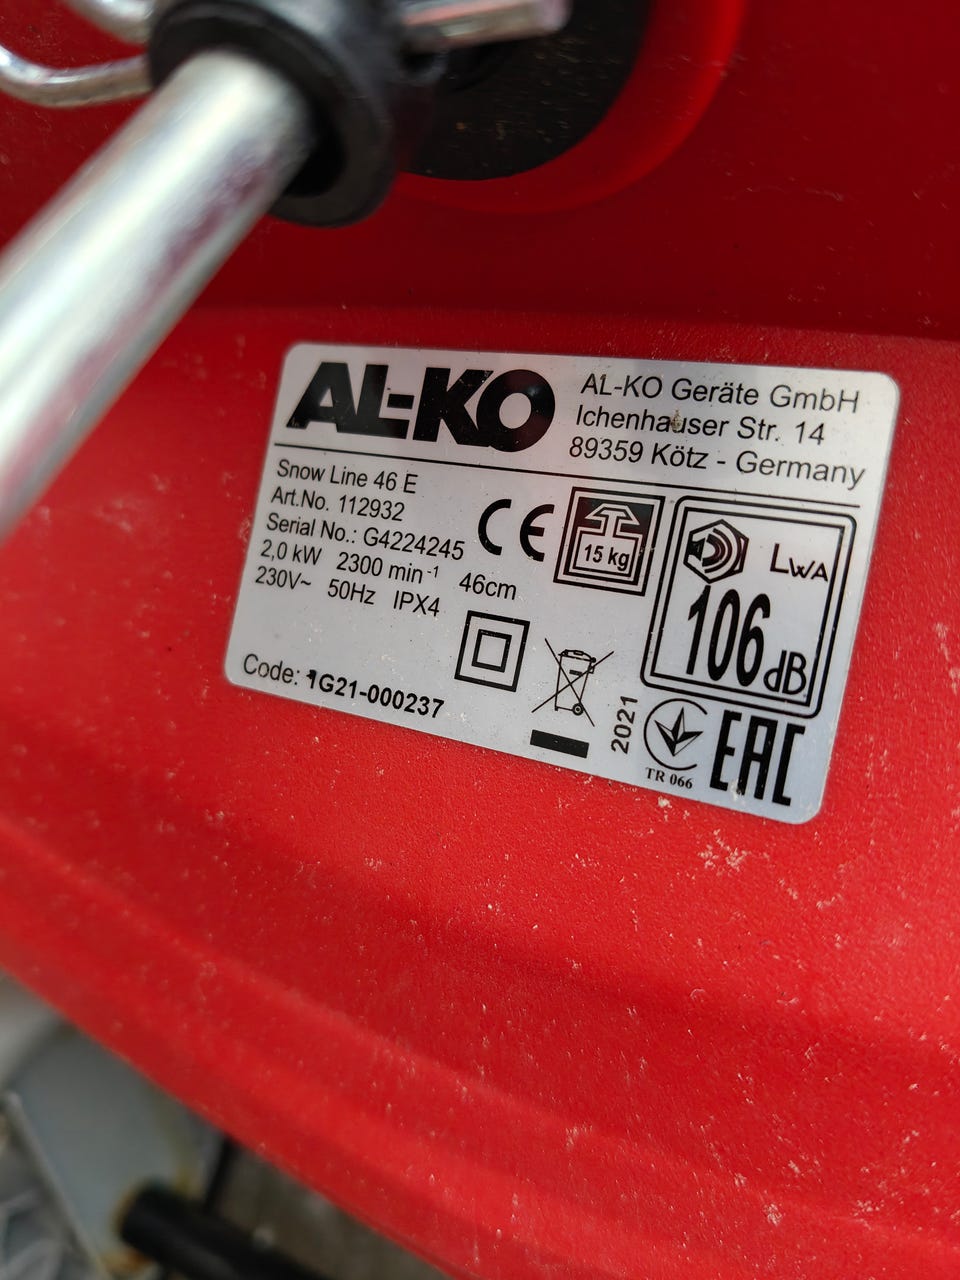 AL-KO
AL-KO Geräte GmbH
Ichenhauser Str. 14
89359 Kötz - Germany
Snow Line 46 E
Art.No. 112932
Serial No.: G4224245
2,0 kW 2300 min⁻¹ 46cm
230V~ 50Hz IPX4
CE
15 kg
LWA
106 dB
Code: 1G21-000237
2021
TR 066
EAC